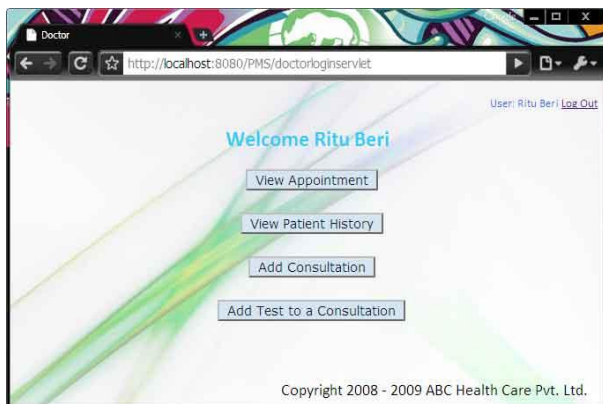 Doctor
http://localhost:8080/PMS/doctorloginservlet
User: Ritu Beri Log Out
Welcome Ritu Beri
View Appointment
View Patient History
Add Consultation
Add Test to a Consultation
Copyright 2008 - 2009 ABC Health Care Pvt. Ltd.